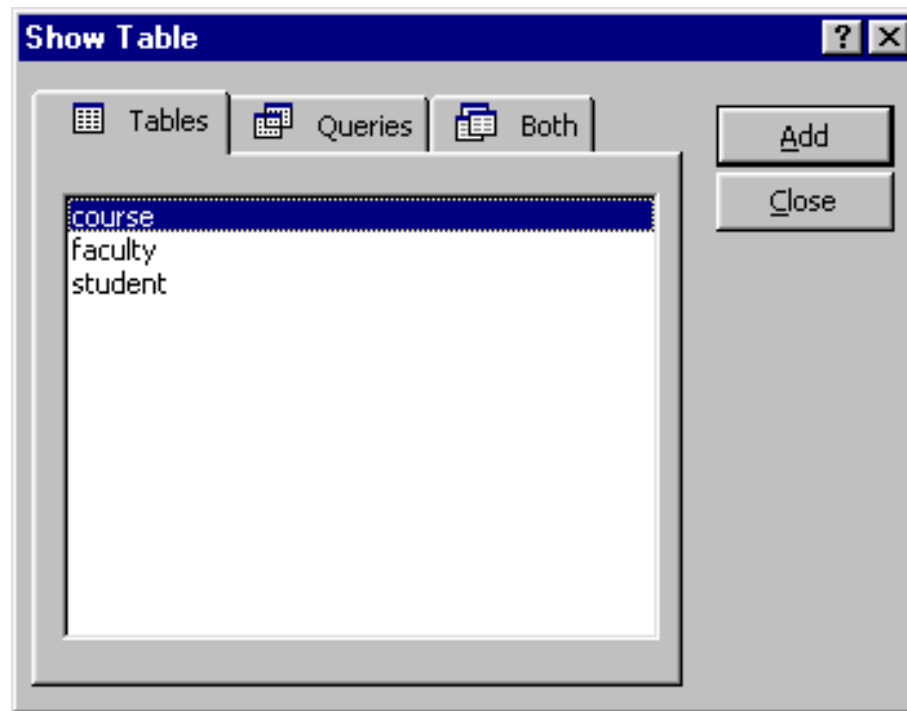 Show Table
Tables Queries Both
Add
Close
course
faculty
student